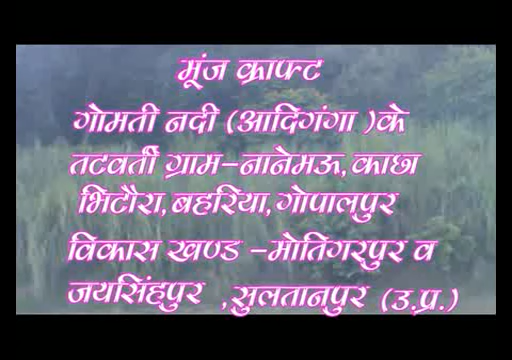 मूंज क्राफ्ट
गोमती नदी (आदिगंगा )के
तटवर्ती ग्राम-नानेमऊ,काछा
भिटौरा,बहरिया,गोपालपुर
विकास खण्ड -मोतिगरपुर व
जयसिंहपुर ,सुलतानपुर (उ.प्र.)